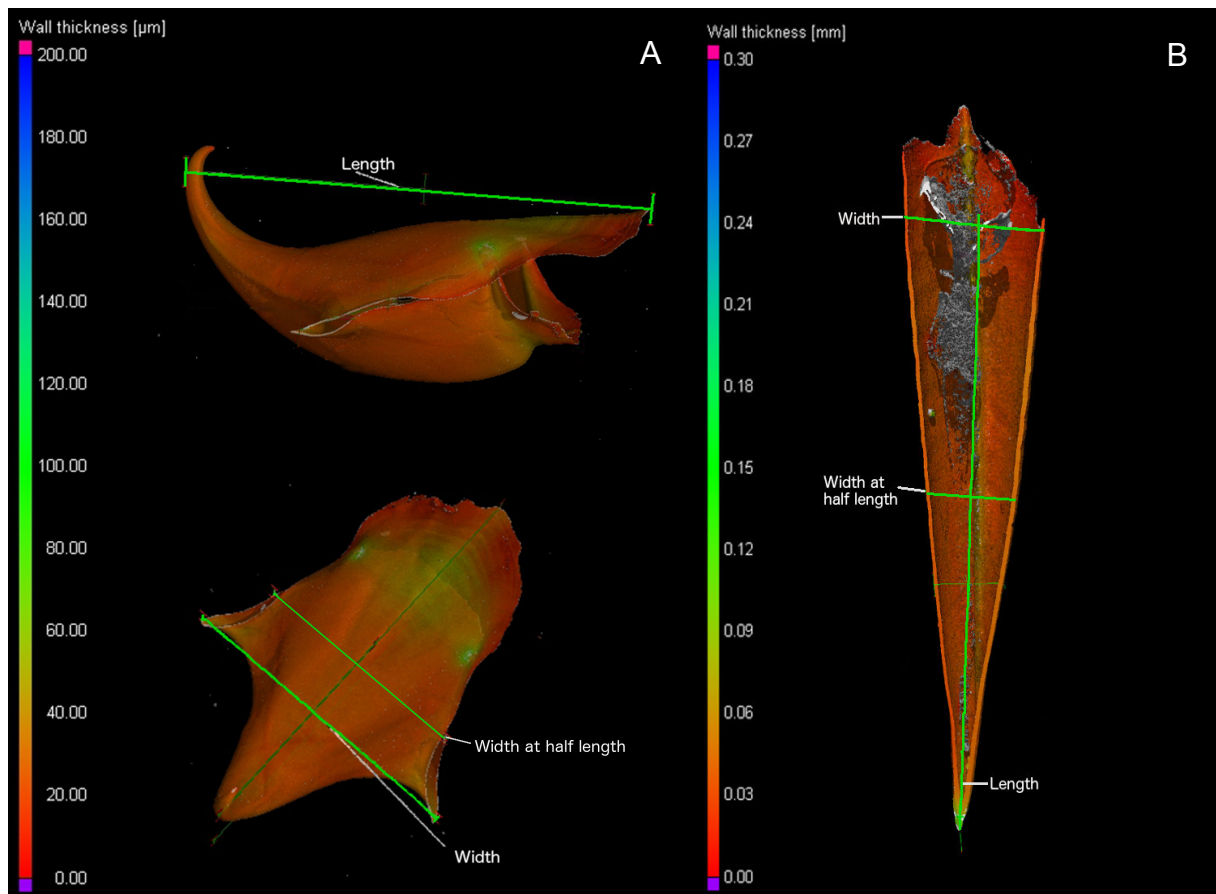 Wall thickness [µm]
200.00
180.00
160.00
140.00
120.00
100.00
80.00
60.00
40.00
20.00
0.00
A
Length
Width at half length
Width
Wall thickness [mm]
0.30
0.27
0.24
0.21
0.18
0.15
0.12
0.09
0.06
0.03
0.00
B
Width
Width at
half length
Length